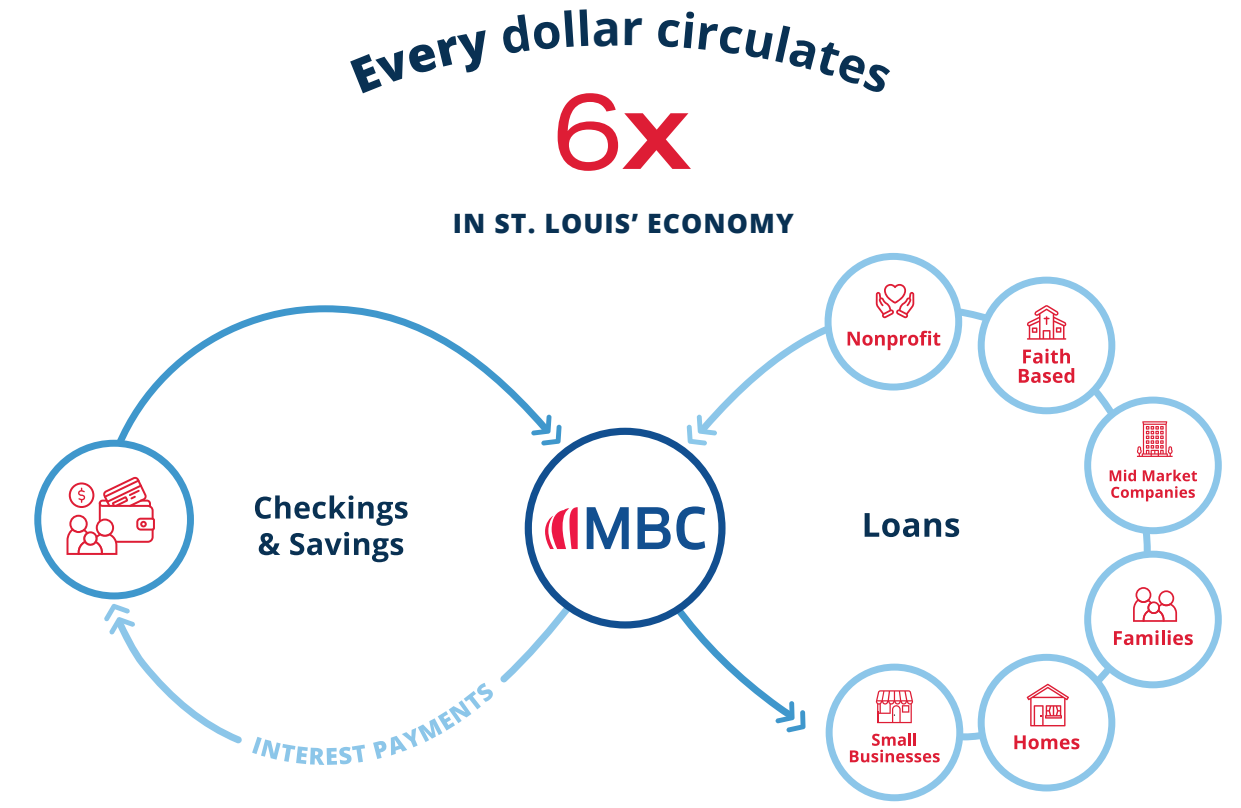 Every dollar circulates
6x
IN ST. LOUIS’ ECONOMY
Nonprofit
Faith
Based
Mid Market
Companies
$
Checkings
& Savings
MBC
Loans
Families
INTEREST PAYMENTS
Small
Businesses
Homes